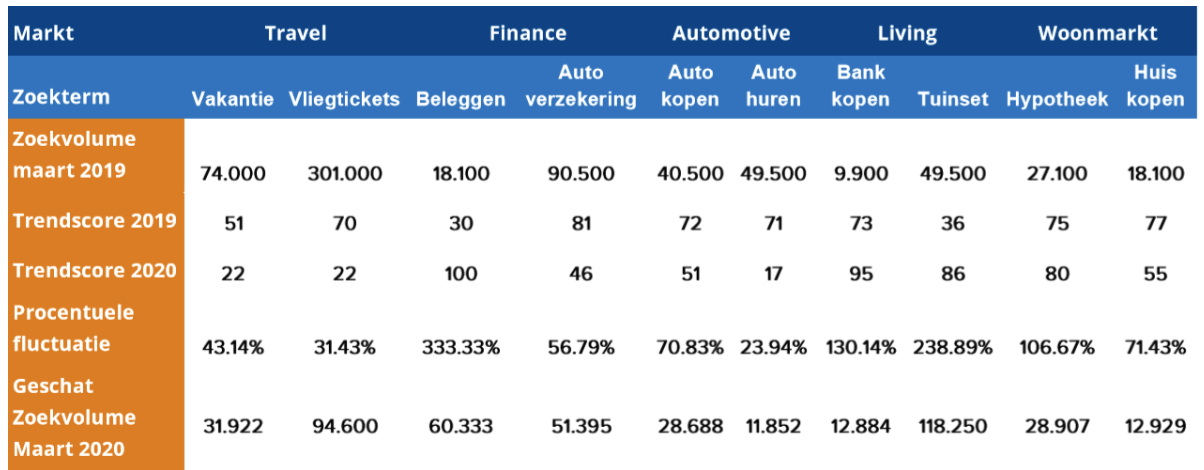 Markt Travel Finance Automotive Living Woonmarkt
Zoekterm Vakantie Vliegtickets Beleggen Auto verzekering Auto kopen Auto huren Bank kopen Tuinset Hypotheek Huis kopen
Zoekvolume
maart 2019 74.000 301.000 18.100 90.500 40.500 49.500 9.900 49.500 27.100 18.100
Trendscore 2019 51 70 30 81 72 71 73 36 75 77
Trendscore 2020 22 22 100 46 51 17 95 86 80 55
Procentuele
fluctuatie 43.14% 31.43% 333.33% 56.79% 70.83% 23.94% 130.14% 238.89% 106.67% 71.43%
Geschat
Zoekvolume
Maart 2020 31.922 94.600 60.333 51.395 28.688 11.852 12.884 118.250 28.907 12.929